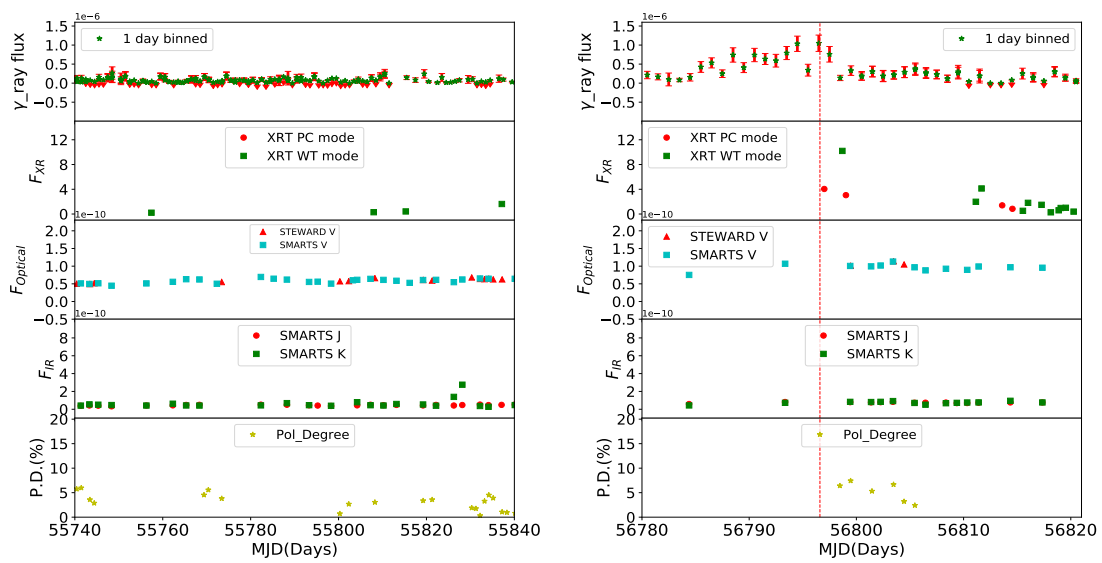 1e−6
γ_ray flux
1.5
1.0
0.5
0.0
−0.5
1 day binned
F_XR
12
8
4
0
XRT PC mode
XRT WT mode
1e−10
F_Optical
2.0
1.5
1.0
0.5
0.0
−0.5
STEWARD V
SMARTS V
1e−10
F_IR
8
6
4
2
0
SMARTS J
SMARTS K
P.D.(%)
20
15
10
5
0
Pol_Degree
55740 55760 55780 55800 55820 55840
MJD(Days)
1e−6
γ_ray flux
1.5
1.0
0.5
0.0
−0.5
1 day binned
F_XR
12
8
4
0
XRT PC mode
XRT WT mode
1e−10
F_Optical
2.0
1.5
1.0
0.5
0.0
−0.5
STEWARD V
SMARTS V
1e−10
F_IR
8
6
4
2
0
SMARTS J
SMARTS K
P.D.(%)
20
15
10
5
0
Pol_Degree
56780 56790 56800 56810 56820
MJD(Days)